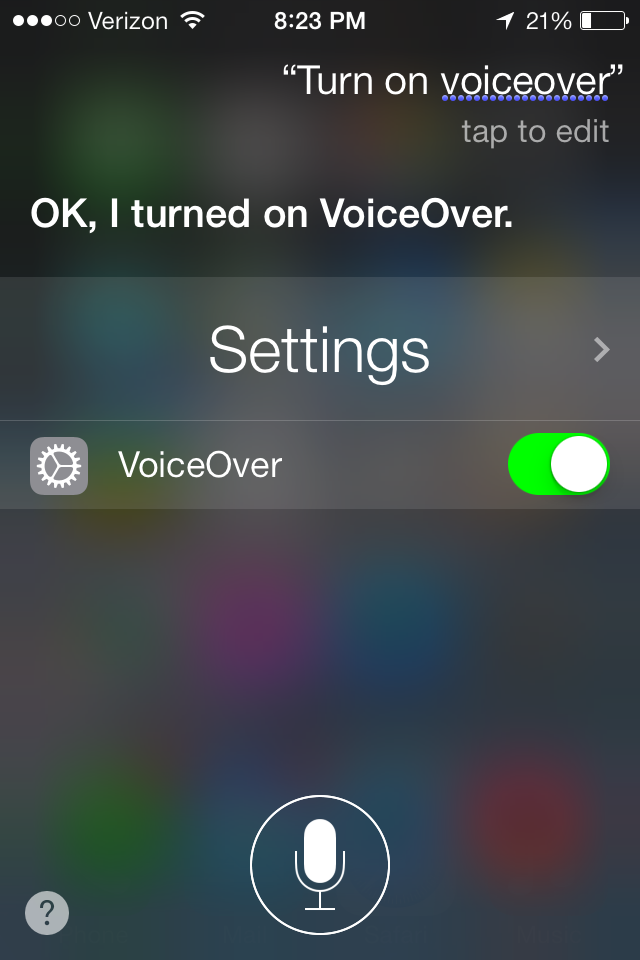 Verizon 8:23 PM 21%
“Turn on voiceover”
tap to edit
OK, I turned on VoiceOver.
Settings
VoiceOver
?